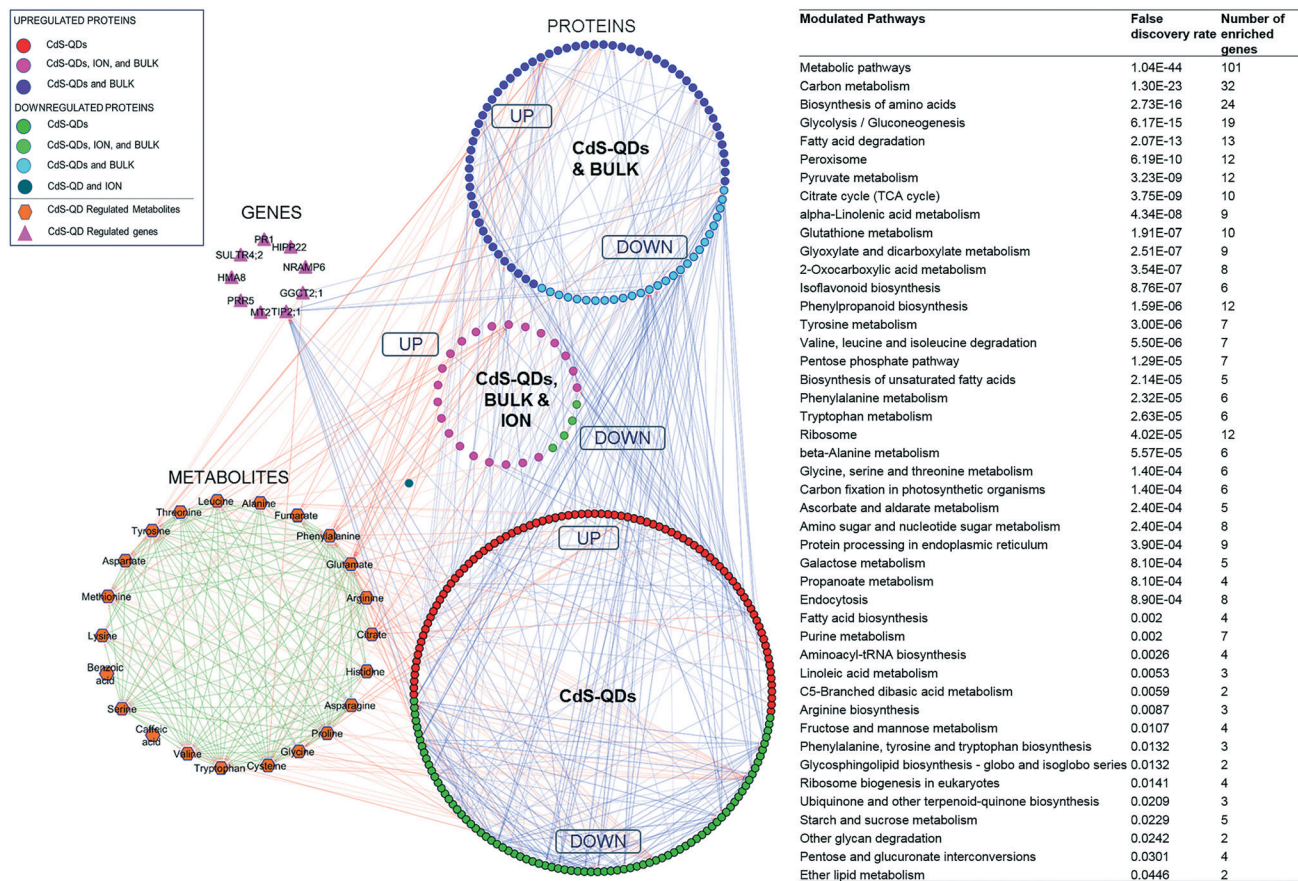 UPREGULATED PROTEINS
CdS-QDs
CdS-QDs, ION, and BULK
CdS-QDs and BULK
DOWNREGULATED PROTEINS
CdS-QDs
CdS-QDs, ION, and BULK
CdS-QDs and BULK
CdS-QD and ION
CdS-QD Regulated Metabolites
CdS-QD Regulated genes
PROTEINS
UP
CdS-QDs
& BULK
DOWN
GENES
PR1
HIPP22
SULTR4;2
NRAMP6
HMA8
GGCT2;1
PRR5
MT2
TIP2;1
UP
CdS-QDs,
BULK &
ION
DOWN
METABOLITES
Leucine
Alanine
Threonine
Fumarate
Tyrosine
Phenylalanine
Aspartate
Glutamate
Methionine
Arginine
Lysine
Citrate
Benzoic
acid
Histidine
Serine
Asparagine
Caffeic
acid
Proline
Valine
Glycine
Tryptophan
Cysteine
UP
CdS-QDs
DOWN
Modulated Pathways False discovery rate Number of enriched genes
Metabolic pathways 1.04E-44 101
Carbon metabolism 1.30E-23 32
Biosynthesis of amino acids 2.73E-16 24
Glycolysis / Gluconeogenesis 6.17E-15 19
Fatty acid degradation 2.07E-13 13
Peroxisome 6.19E-10 12
Pyruvate metabolism 3.23E-09 12
Citrate cycle (TCA cycle) 3.75E-09 10
alpha-Linolenic acid metabolism 4.34E-08 9
Glutathione metabolism 1.91E-07 10
Glyoxylate and dicarboxylate metabolism 2.51E-07 9
2-Oxocarboxylic acid metabolism 3.54E-07 8
Isoflavonoid biosynthesis 8.76E-07 6
Phenylpropanoid biosynthesis 1.59E-06 12
Tyrosine metabolism 3.00E-06 7
Valine, leucine and isoleucine degradation 5.50E-06 7
Pentose phosphate pathway 1.29E-05 7
Biosynthesis of unsaturated fatty acids 2.14E-05 5
Phenylalanine metabolism 2.32E-05 6
Tryptophan metabolism 2.63E-05 6
Ribosome 4.02E-05 12
beta-Alanine metabolism 5.57E-05 6
Glycine, serine and threonine metabolism 1.40E-04 6
Carbon fixation in photosynthetic organisms 1.40E-04 6
Ascorbate and aldarate metabolism 2.40E-04 5
Amino sugar and nucleotide sugar metabolism 2.40E-04 8
Protein processing in endoplasmic reticulum 3.90E-04 9
Galactose metabolism 8.10E-04 5
Propanoate metabolism 8.10E-04 4
Endocytosis 8.90E-04 8
Fatty acid biosynthesis 0.002 4
Purine metabolism 0.002 7
Aminoacyl-tRNA biosynthesis 0.0026 4
Linoleic acid metabolism 0.0053 3
C5-Branched dibasic acid metabolism 0.0059 2
Arginine biosynthesis 0.0087 3
Fructose and mannose metabolism 0.0107 4
Phenylalanine, tyrosine and tryptophan biosynthesis 0.0132 3
Glycosphingolipid biosynthesis - globo and isoglobo series 0.0132 2
Ribosome biogenesis in eukaryotes 0.0141 4
Ubiquinone and other terpenoid-quinone biosynthesis 0.0209 3
Starch and sucrose metabolism 0.0229 5
Other glycan degradation 0.0242 2
Pentose and glucuronate interconversions 0.0301 4
Ether lipid metabolism 0.0446 2